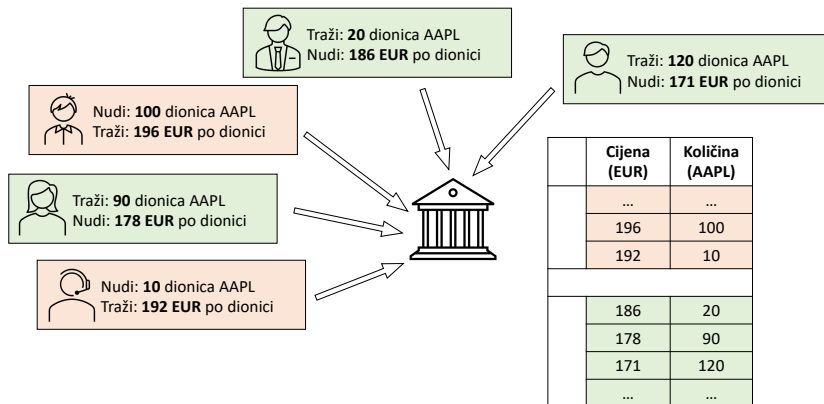 Traži: 20 dionica AAPL
Nudi: 186 EUR po dionici
Traži: 120 dionica AAPL
Nudi: 171 EUR po dionici
Nudi: 100 dionica AAPL
Traži: 196 EUR po dionici
Traži: 90 dionica AAPL
Nudi: 178 EUR po dionici
Nudi: 10 dionica AAPL
Traži: 192 EUR po dionici
Cijena Količina
(EUR) (AAPL)
... ...
196 100
192 10
186 20
178 90
171 120
... ...